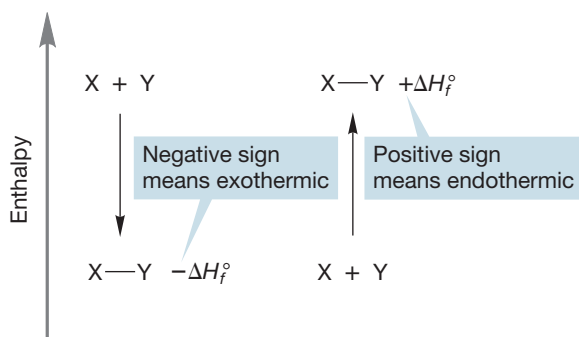 Enthalpy
X + Y
X—Y +ΔH°f
Negative sign
means exothermic
Positive sign
means endothermic
X—Y −ΔH°f
X + Y